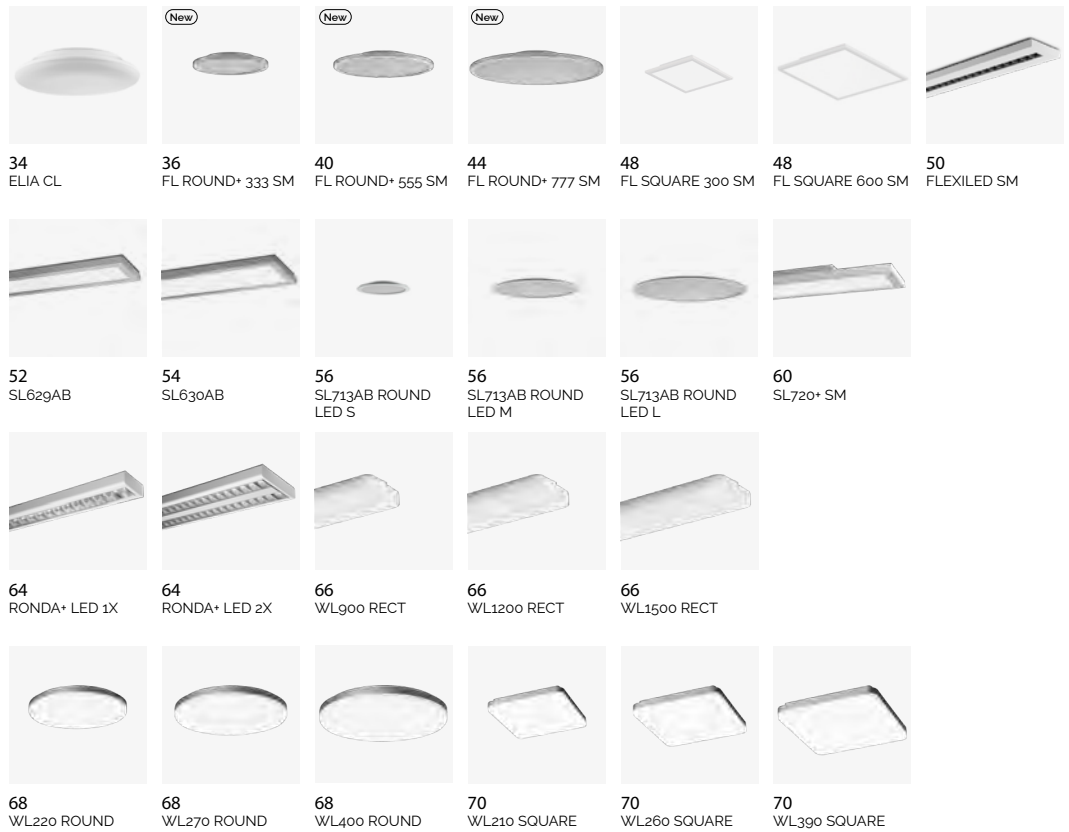 New
New
New
34
ELIA CL
36
FL ROUND+ 333 SM
40
FL ROUND+ 555 SM
44
FL ROUND+ 777 SM
48
FL SQUARE 300 SM
48
FL SQUARE 600 SM
50
FLEXILED SM
52
SL629AB
54
SL630AB
56
SL713AB ROUND
LED S
56
SL713AB ROUND
LED M
56
SL713AB ROUND
LED L
60
SL720+ SM
64
RONDA+ LED 1X
64
RONDA+ LED 2X
66
WL900 RECT
66
WL1200 RECT
66
WL1500 RECT
68
WL220 ROUND
68
WL270 ROUND
68
WL400 ROUND
70
WL210 SQUARE
70
WL260 SQUARE
70
WL390 SQUARE